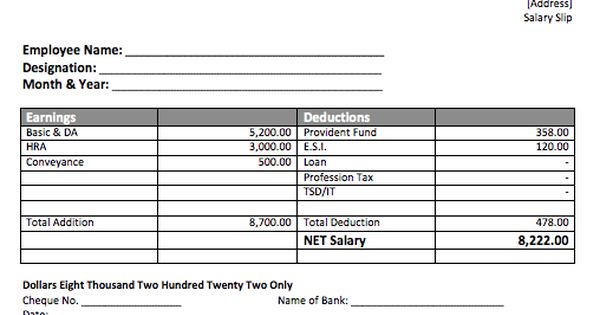 [Address]
Salary Slip
Employee Name: ______________________________
Designation: ______________________________
Month & Year: ______________________________
Earnings Deductions
Basic & DA 5,200.00 Provident Fund 358.00
HRA 3,000.00 E.S.I. 120.00
Conveyance 500.00 Loan -
Profession Tax -
TSD/IT -
Total Addition 8,700.00 Total Deduction 478.00
NET Salary 8,222.00
Dollars Eight Thousand Two Hundred Twenty Two Only
Cheque No. _______________ Name of Bank: ___________________
Date: